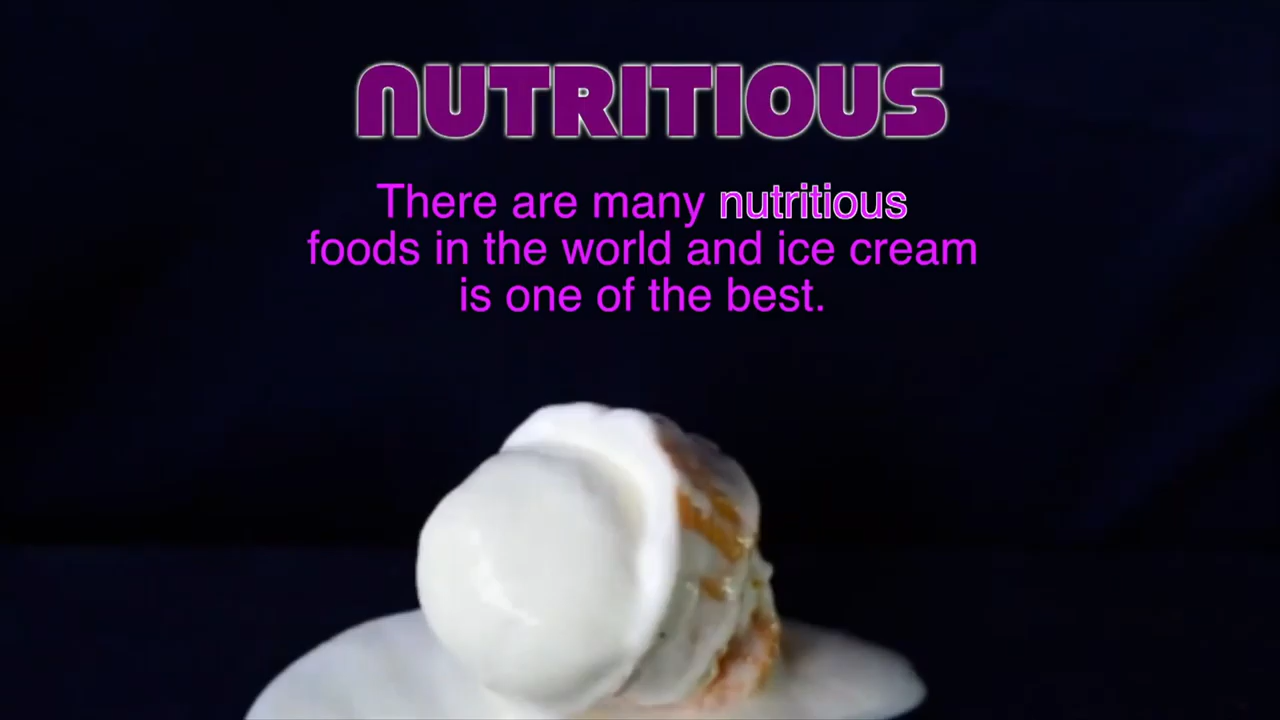 NUTRITIOUS
There are many nutritious
foods in the world and ice cream
is one of the best.